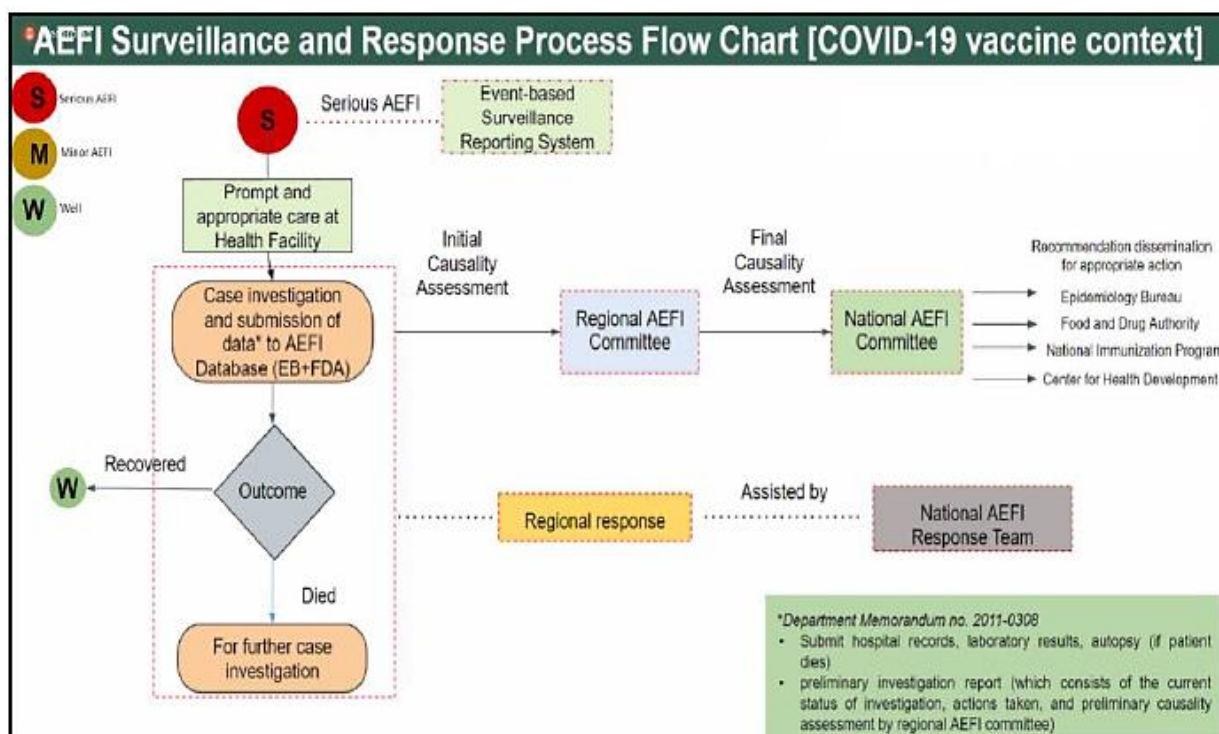 AEFI Surveillance and Response Process Flow Chart [COVID-19 vaccine context]
S
Serious AEFI
M
Minor AEFI
W
Well
S
Serious AEFI
Event-based
Surveillance
Reporting System
Prompt and
appropriate care at
Health Facility
Case investigation
and submission of
data* to AEFI
Database (EB+FDA)
Initial
Causality
Assessment
Regional AEFI
Committee
Final
Causality
Assessment
National AEFI
Committee
Recommendation dissemination
for appropriate action
Epidemiology Bureau
Food and Drug Authority
National Immunization Program
Center for Health Development
Recovered
W
Outcome
Died
For further case
investigation
Regional response
Assisted by
National AEFI
Response Team
*Department Memorandum no. 2011-0308
• Submit hospital records, laboratory results, autopsy (if patient
dies)
• preliminary investigation report (which consists of the current
status of investigation, actions taken, and preliminary causality
assessment by regional AEFI committee)